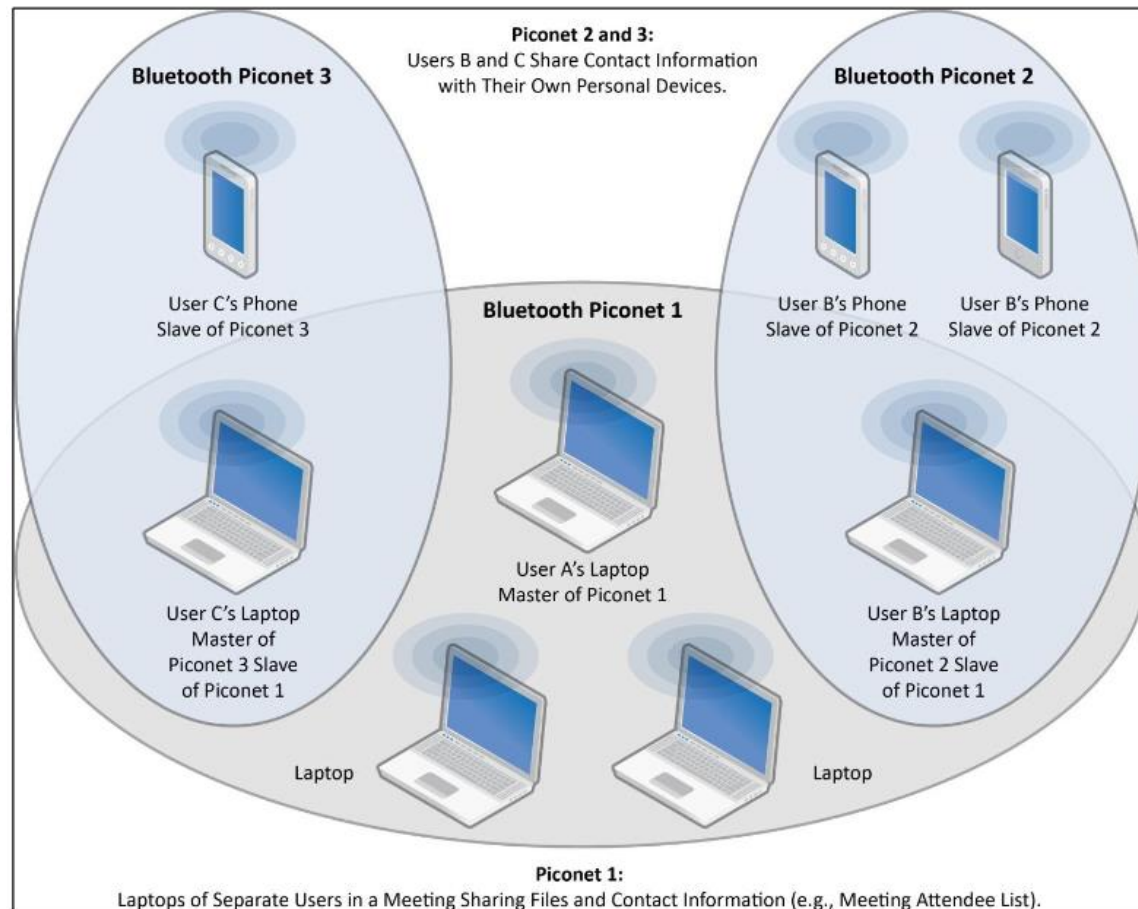 Piconet 2 and 3:
Users B and C Share Contact Information
with Their Own Personal Devices.
Bluetooth Piconet 3
Bluetooth Piconet 2
User C’s Phone
Slave of Piconet 3
User B’s Phone
Slave of Piconet 2
User B’s Phone
Slave of Piconet 2
Bluetooth Piconet 1
User A’s Laptop
Master of Piconet 1
User C’s Laptop
Master of
Piconet 3 Slave
of Piconet 1
User B’s Laptop
Master of
Piconet 2 Slave
of Piconet 1
Laptop
Laptop
Piconet 1:
Laptops of Separate Users in a Meeting Sharing Files and Contact Information (e.g., Meeting Attendee List).